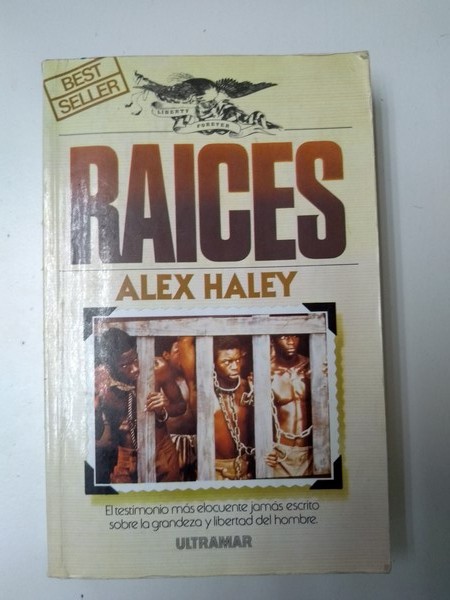 BEST
SELLER
LIBERTY
FOREVER
RAICES
ALEX HALEY
El testimonio más elocuente jamás escrito
sobre la grandeza y libertad del hombre.
ULTRAMAR